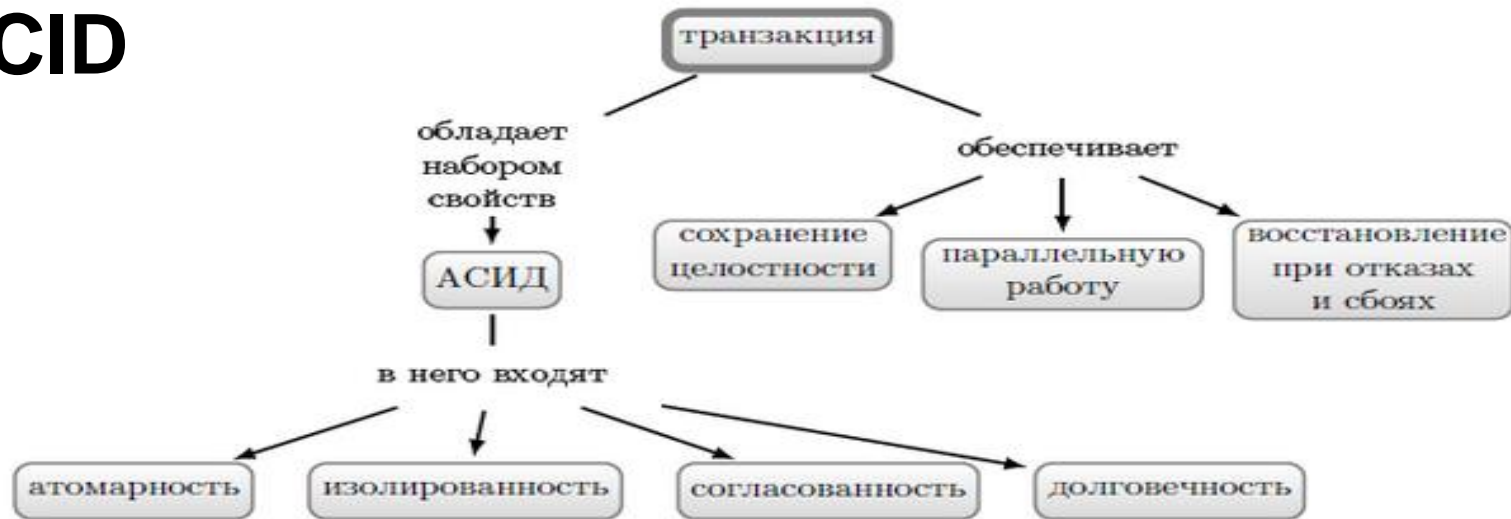 CID
транзакция
обладает
набором
свойств
обеспечивает
АСИД
сохранение
целостности
параллельную
работу
восстановление
при отказах
и сбоях
в него входят
атомарность
изолированность
согласованность
долговечность